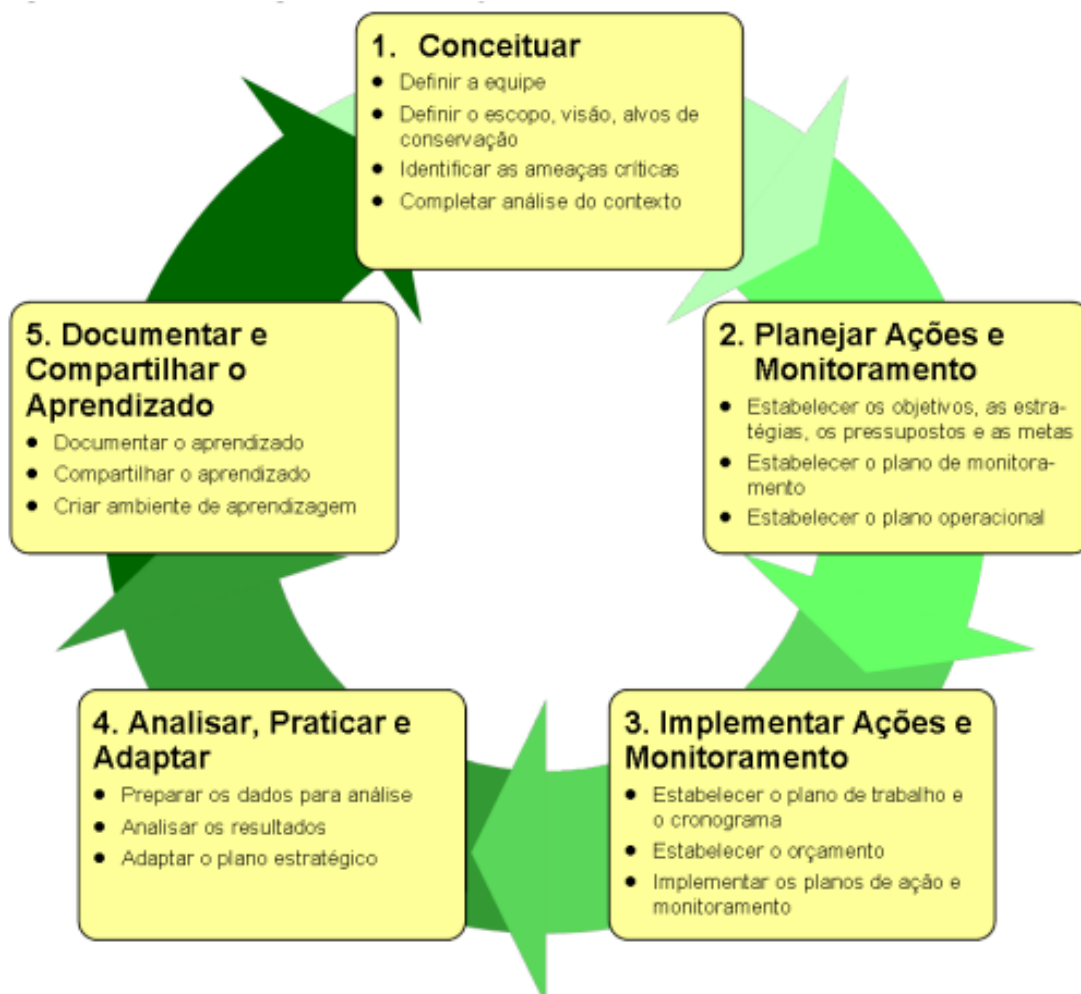 1. Conceituar
● Definir a equipe
● Definir o escopo, visão, alvos de
conservação
● Identificar as ameaças críticas
● Completar análise do contexto
2. Planejar Ações e
Monitoramento
● Estabelecer os objetivos, as estra-
tégias, os pressupostos e as metas
● Estabelecer o plano de monitora-
mento
● Estabelecer o plano operacional
3. Implementar Ações e
Monitoramento
● Estabelecer o plano de trabalho e
o cronograma
● Estabelecer o orçamento
● Implementar os planos de ação e
monitoramento
4. Analisar, Praticar e
Adaptar
● Preparar os dados para análise
● Analisar os resultados
● Adaptar o plano estratégico
5. Documentar e
Compartilhar o
Aprendizado
● Documentar o aprendizado
● Compartilhar o aprendizado
● Criar ambiente de aprendizagem